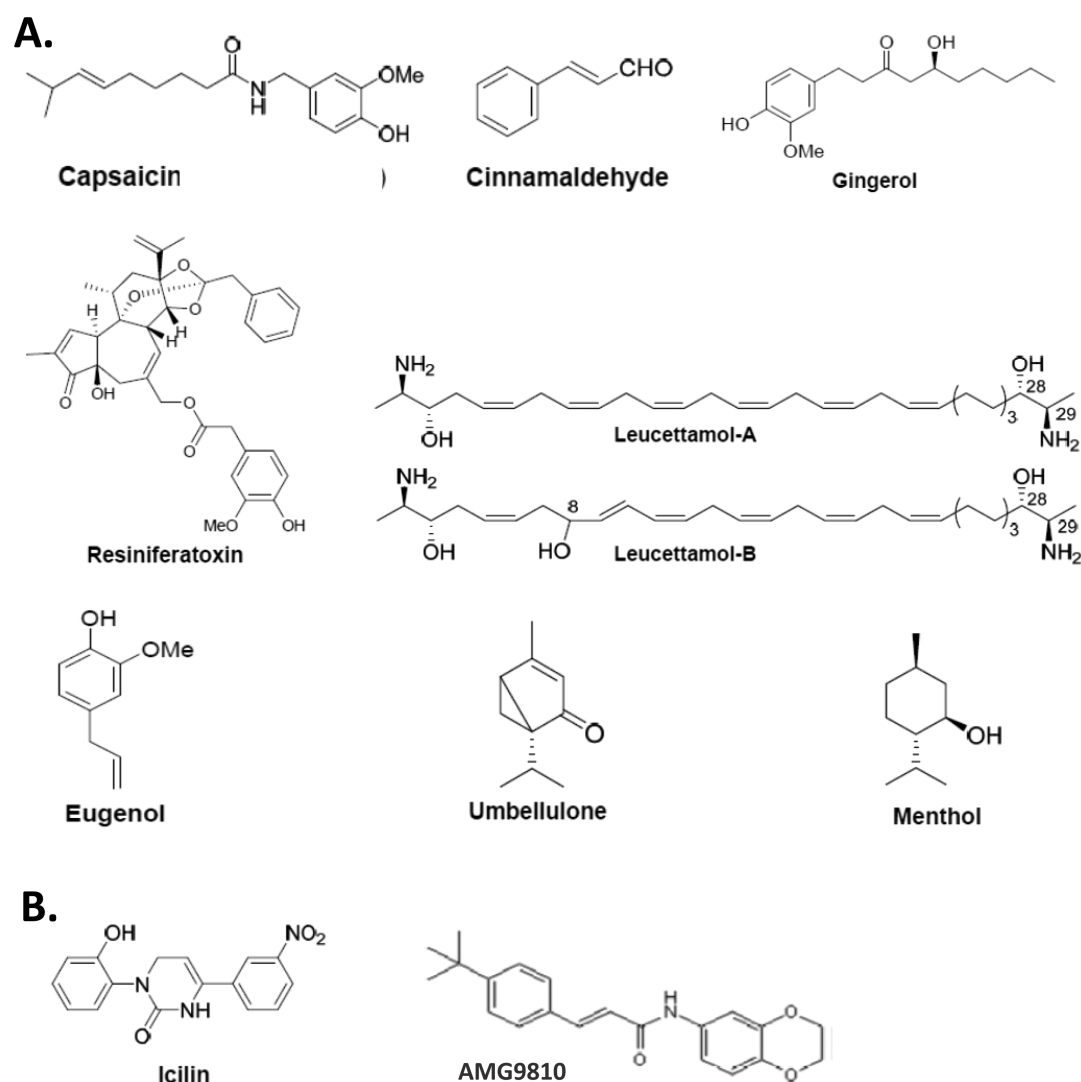 A.
O
N
H
OMe
OH
Capsaicin
)
CHO
Cinnamaldehyde
O
OH
HO
OMe
Gingerol
O
O
O
H
H
H
O
OH
O
O
MeO
OH
Resiniferatoxin
NH2
OH
3
OH
28
29
NH2
Leucettamol-A
NH2
OH
8
HO
3
OH
28
29
NH2
Leucettamol-B
OH
OMe
Eugenol
O
Umbellulone
OH
Menthol
B.
OH
N
O
NH
NO2
Icilin
H
N
O
O
O
AMG9810